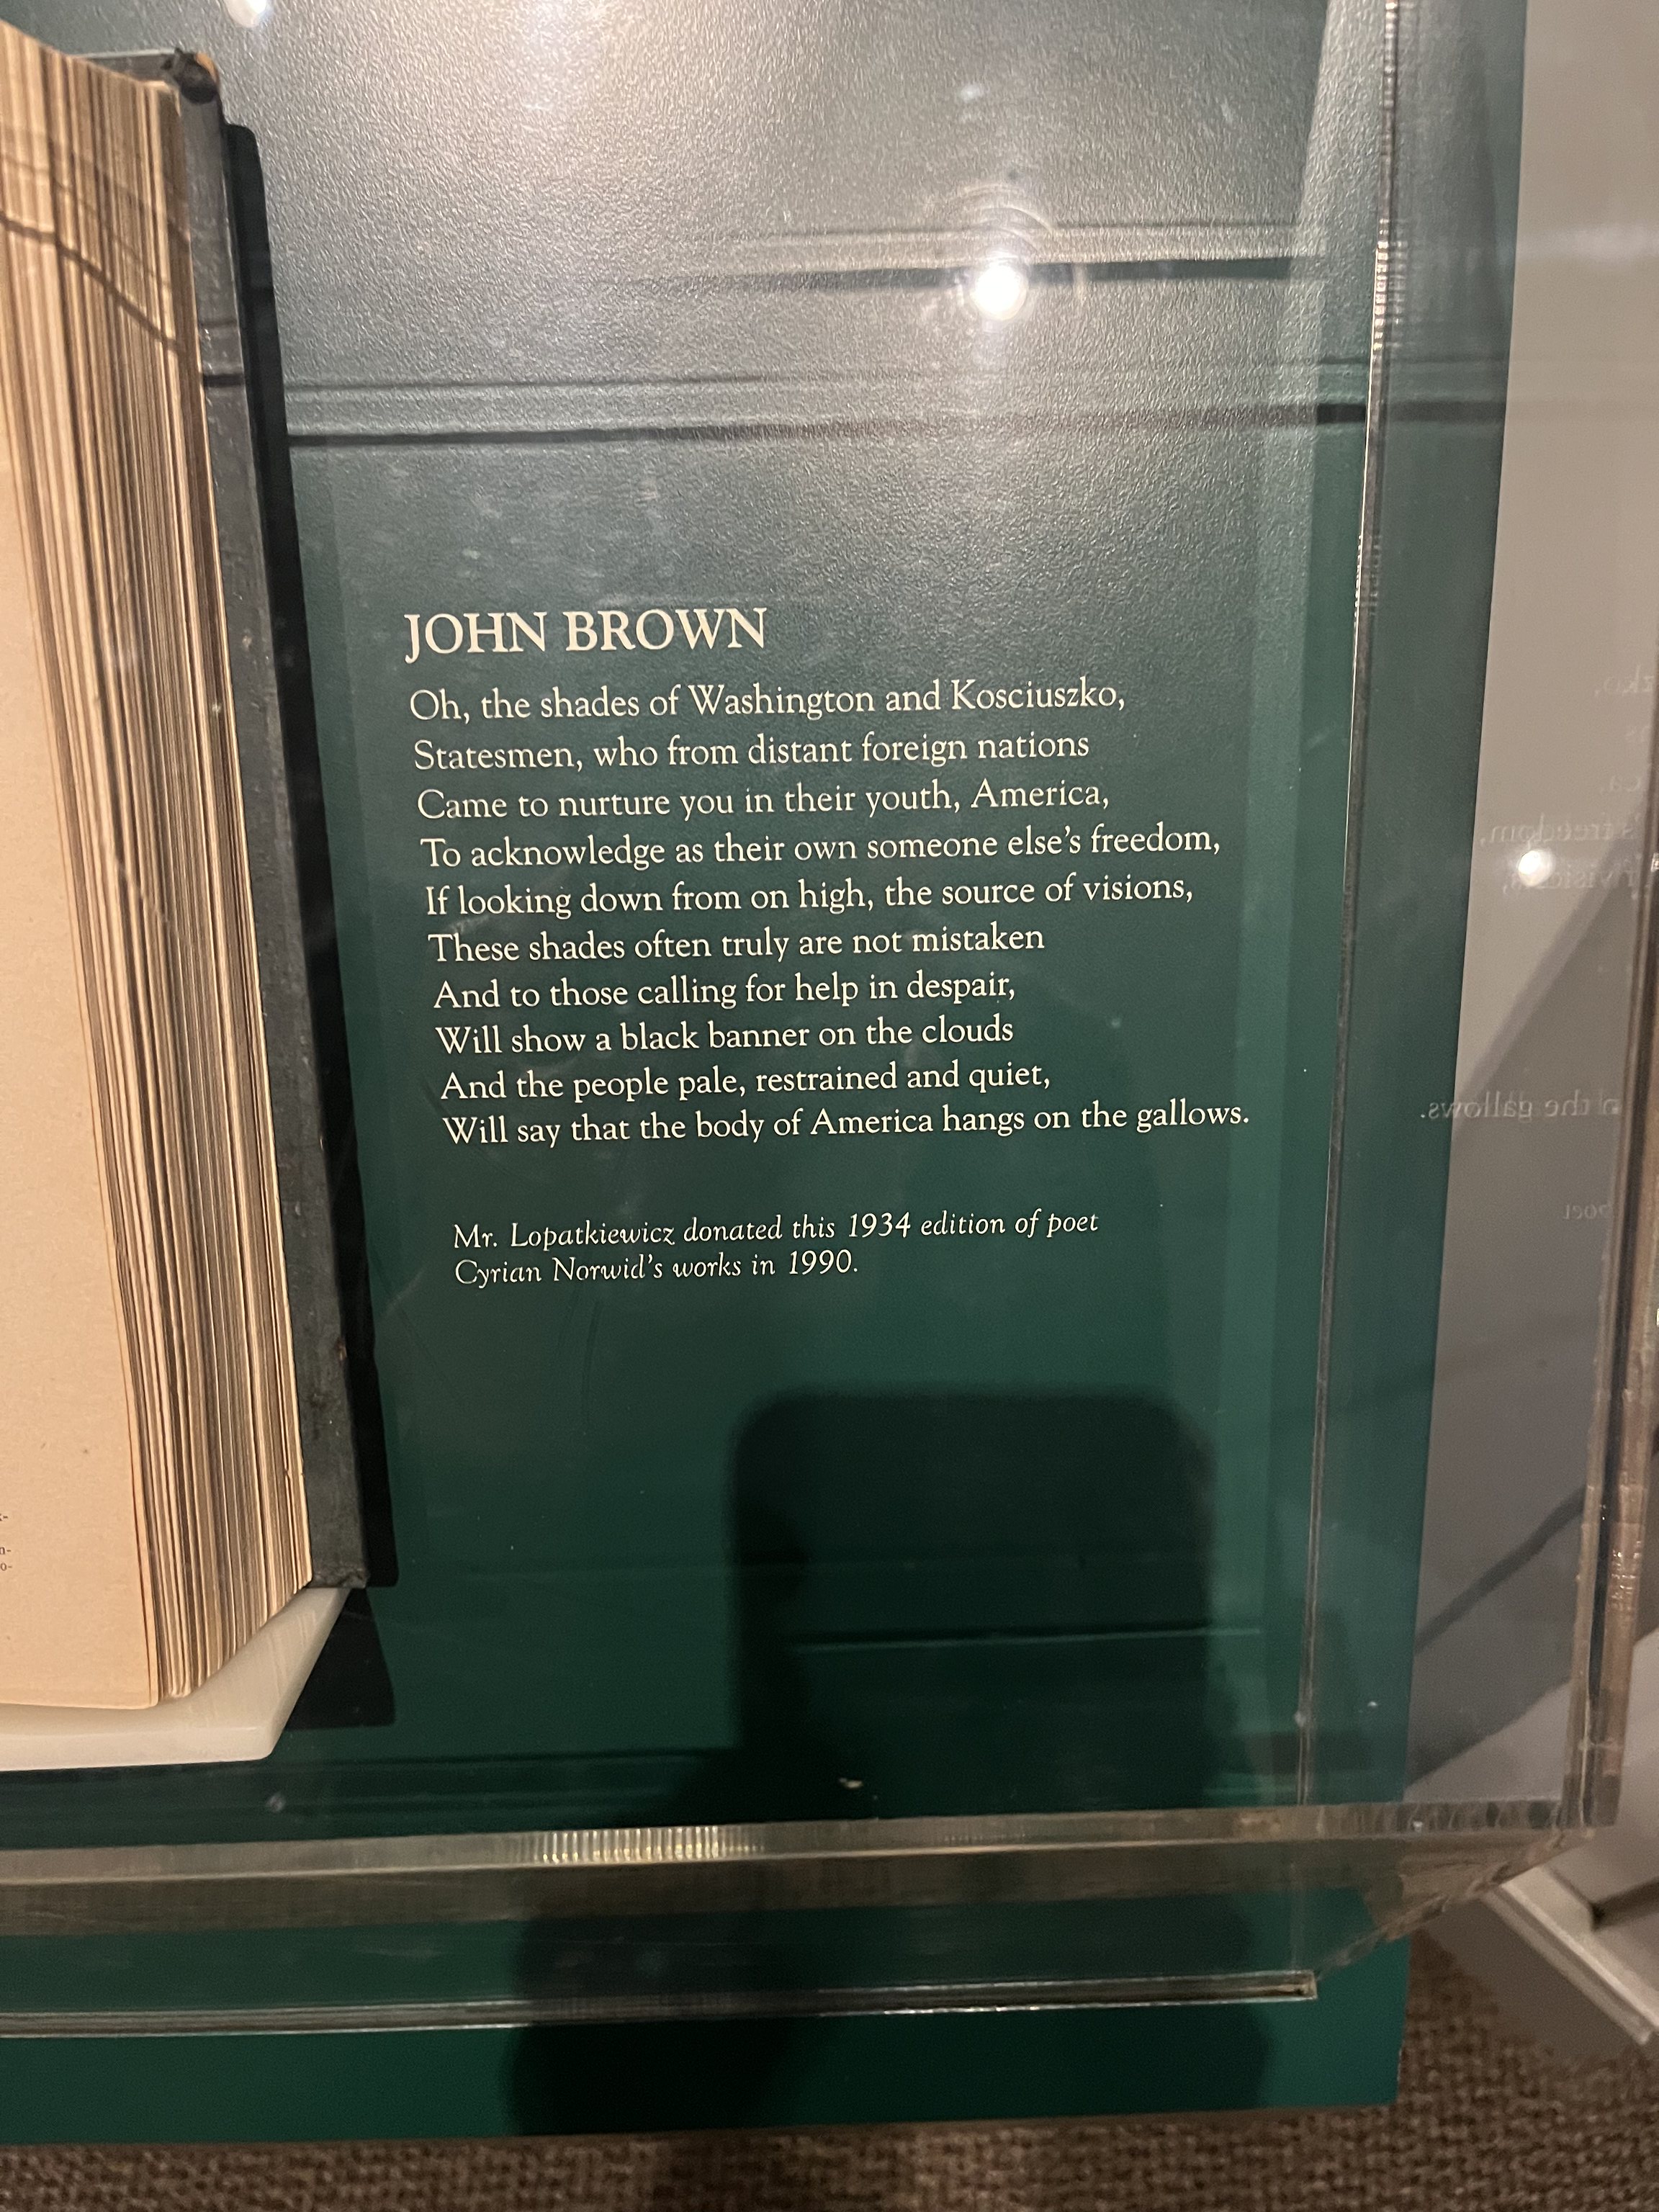 JOHN BROWN
Oh, the shades of Washington and Kosciuszko,
Statesmen, who from distant foreign nations
Came to nurture you in their youth, America,
To acknowledge as their own someone else's freedom,
If looking down from on high, the source of visions,
These shades often truly are not mistaken
And to those calling for help in despair,
Will show a black banner on the clouds
And the people pale, restrained and quiet,
Will say that the body of America hangs on the gallows.
Mr. Lopatkiewicz donated this 1934 edition of poet
Cyrian Norwid's works in 1990.